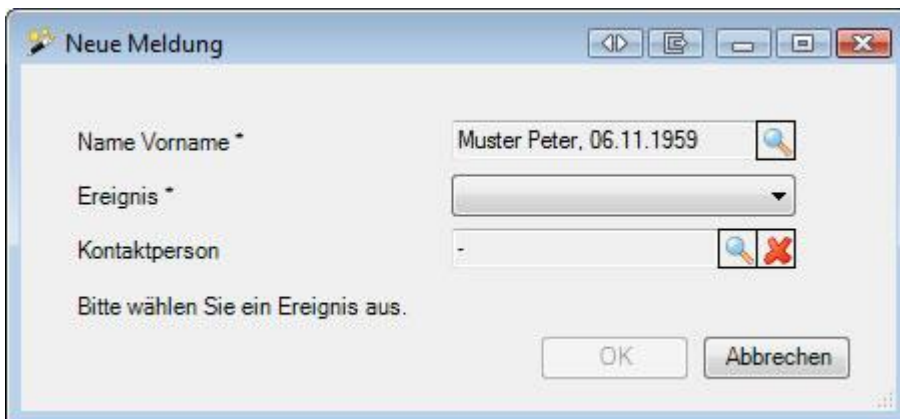 Neue Meldung
Name Vorname * Muster Peter, 06.11.1959
Ereignis *
Kontaktperson -
Bitte wählen Sie ein Ereignis aus.
OK Abbrechen